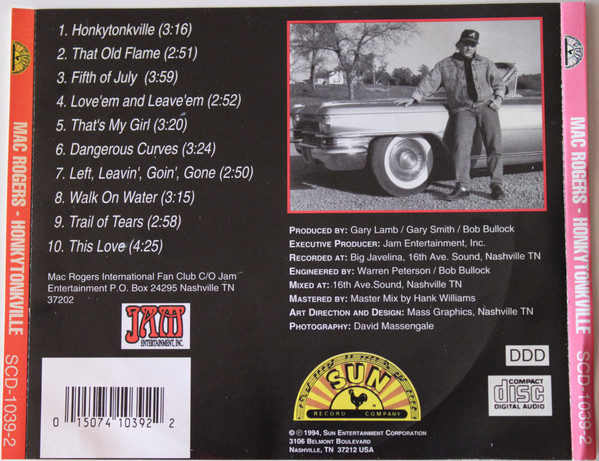 1. Honkytonkville (3:16)
2. That Old Flame (2:51)
3. Fifth of July (3:59)
4. Love'em and Leave'em (2:52)
5. That's My Girl (3:20)
6. Dangerous Curves (3:24)
7. Left, Leavin', Goin', Gone (2:50)
8. Walk On Water (3:15)
9. Trail of Tears (2:58)
10. This Love (4:25)
Mac Rogers International Fan Club C/O Jam
Entertainment P.O. Box 24295 Nashville TN
37202
JAM
ENTERTAINMENT, INC.
0 15074 10392 2
PRODUCED BY: Gary Lamb / Gary Smith / Bob Bullock
EXECUTIVE PRODUCER: Jam Entertainment, Inc.
RECORDED AT: Big Javelina, 16th Ave. Sound, Nashville TN
ENGINEERED BY: Warren Peterson / Bob Bullock
MIXED AT: 16th Ave.Sound, Nashville TN
MASTERED BY: Master Mix by Hank Williams
ART DIRECTION AND DESIGN: Mass Graphics, Nashville TN
PHOTOGRAPHY: David Massengale
SUN
RECORD COMPANY
© ℗ 1994, SUN ENTERTAINMENT CORPORATION
3106 BELMONT BOULEVARD
NASHVILLE, TN 37212 USA
DDD
COMPACT
disc
DIGITAL AUDIO
MAC ROGERS - HONKYTONKVILLE SCD-1039-2
MAC ROGERS - HONKYTONKVILLE SCD-1039-2